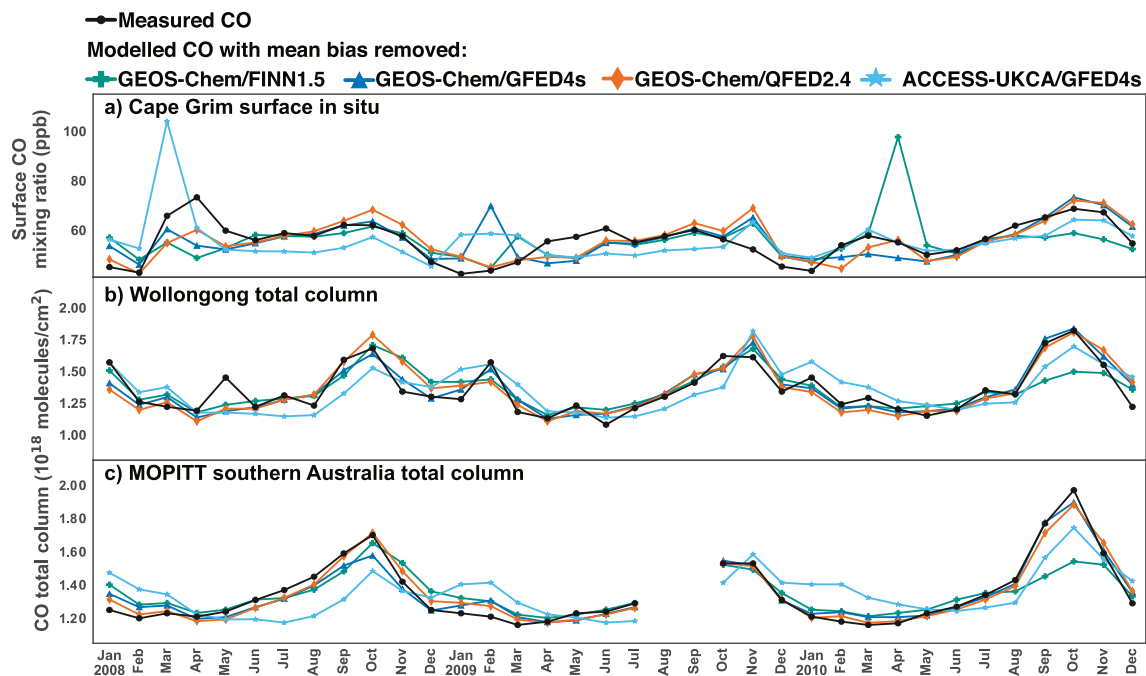 Measured CO
Modelled CO with mean bias removed:
GEOS-Chem/FINN1.5 GEOS-Chem/GFED4s GEOS-Chem/QFED2.4 ACCESS-UKCA/GFED4s
a) Cape Grim surface in situ
Surface CO
mixing ratio (ppb)
100
80
60
b) Wollongong total column
CO total column (10^18 molecules/cm^2)
2.00
1.75
1.50
1.25
1.00
c) MOPITT southern Australia total column
2.00
1.80
1.60
1.40
1.20
Jan Feb Mar Apr May Jun Jul Aug Sep Oct Nov Dec Jan Feb Mar Apr May Jun Jul Aug Sep Oct Nov Dec Jan Feb Mar Apr May Jun Jul Aug Sep Oct Nov Dec
2008 2009 2010